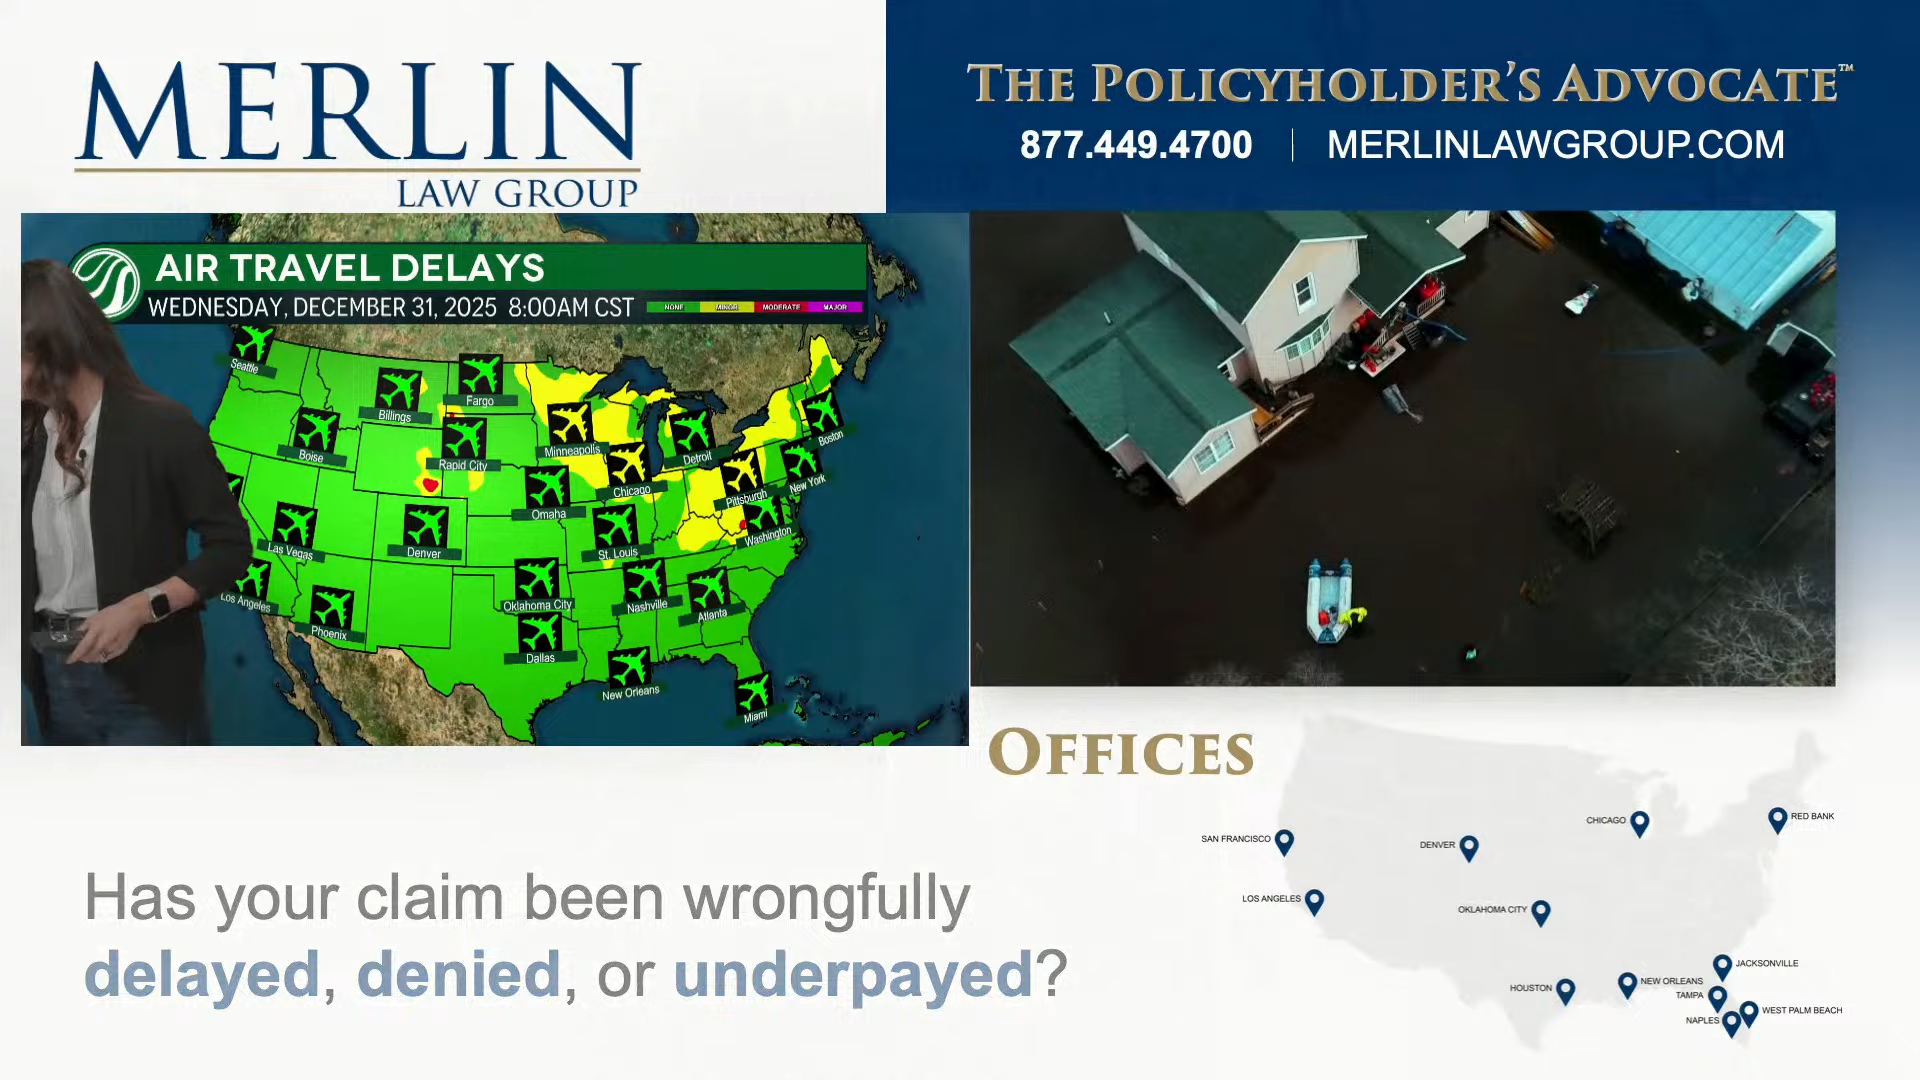 MERLIN
LAW GROUP
THE POLICYHOLDER'S ADVOCATE™
877.449.4700 | MERLINLAWGROUP.COM
AIR TRAVEL DELAYS
WEDNESDAY, DECEMBER 31, 2025 8:00AM CST
NONE MINOR MODERATE MAJOR
Seattle
Billings
Fargo
Boise
Rapid City
Minneapolis
Detroit
Boston
Chicago
Pittsburgh
New York
Omaha
Las Vegas
Denver
St. Louis
Washington
Los Angeles
Phoenix
Oklahoma City
Nashville
Atlanta
Dallas
New Orleans
Miami
OFFICES
SAN FRANCISCO
DENVER
CHICAGO
RED BANK
LOS ANGELES
OKLAHOMA CITY
HOUSTON
NEW ORLEANS
JACKSONVILLE
TAMPA
NAPLES
WEST PALM BEACH
Has your claim been wrongfully
delayed, denied, or underpayed?